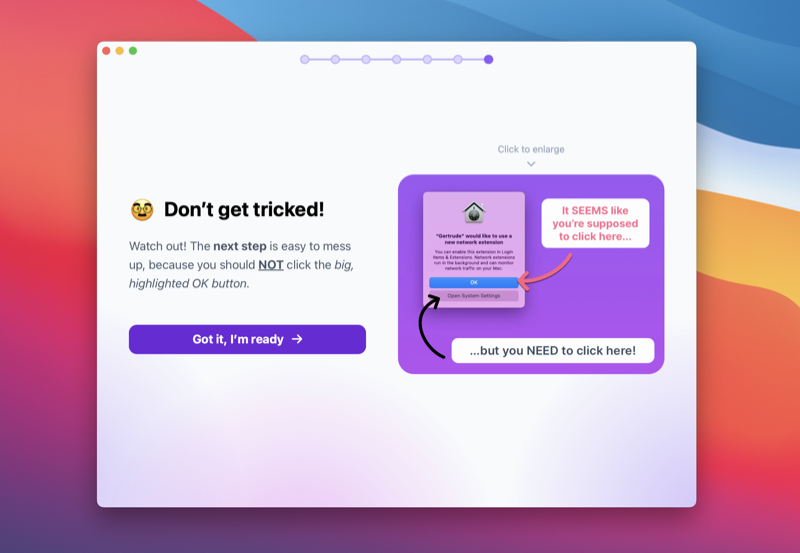 Click to enlarge
Don’t get tricked!
Watch out! The next step is easy to mess
up, because you should NOT click the big,
highlighted OK button.
Got it, I’m ready →
"Gertrude" would like to use a
new network extension
You can enable this extension in Login
Items & Extensions. Network extensions
run in the background and can monitor
network traffic on your Mac.
OK
Open System Settings
It SEEMS like
you’re supposed
to click here...
...but you NEED to click here!